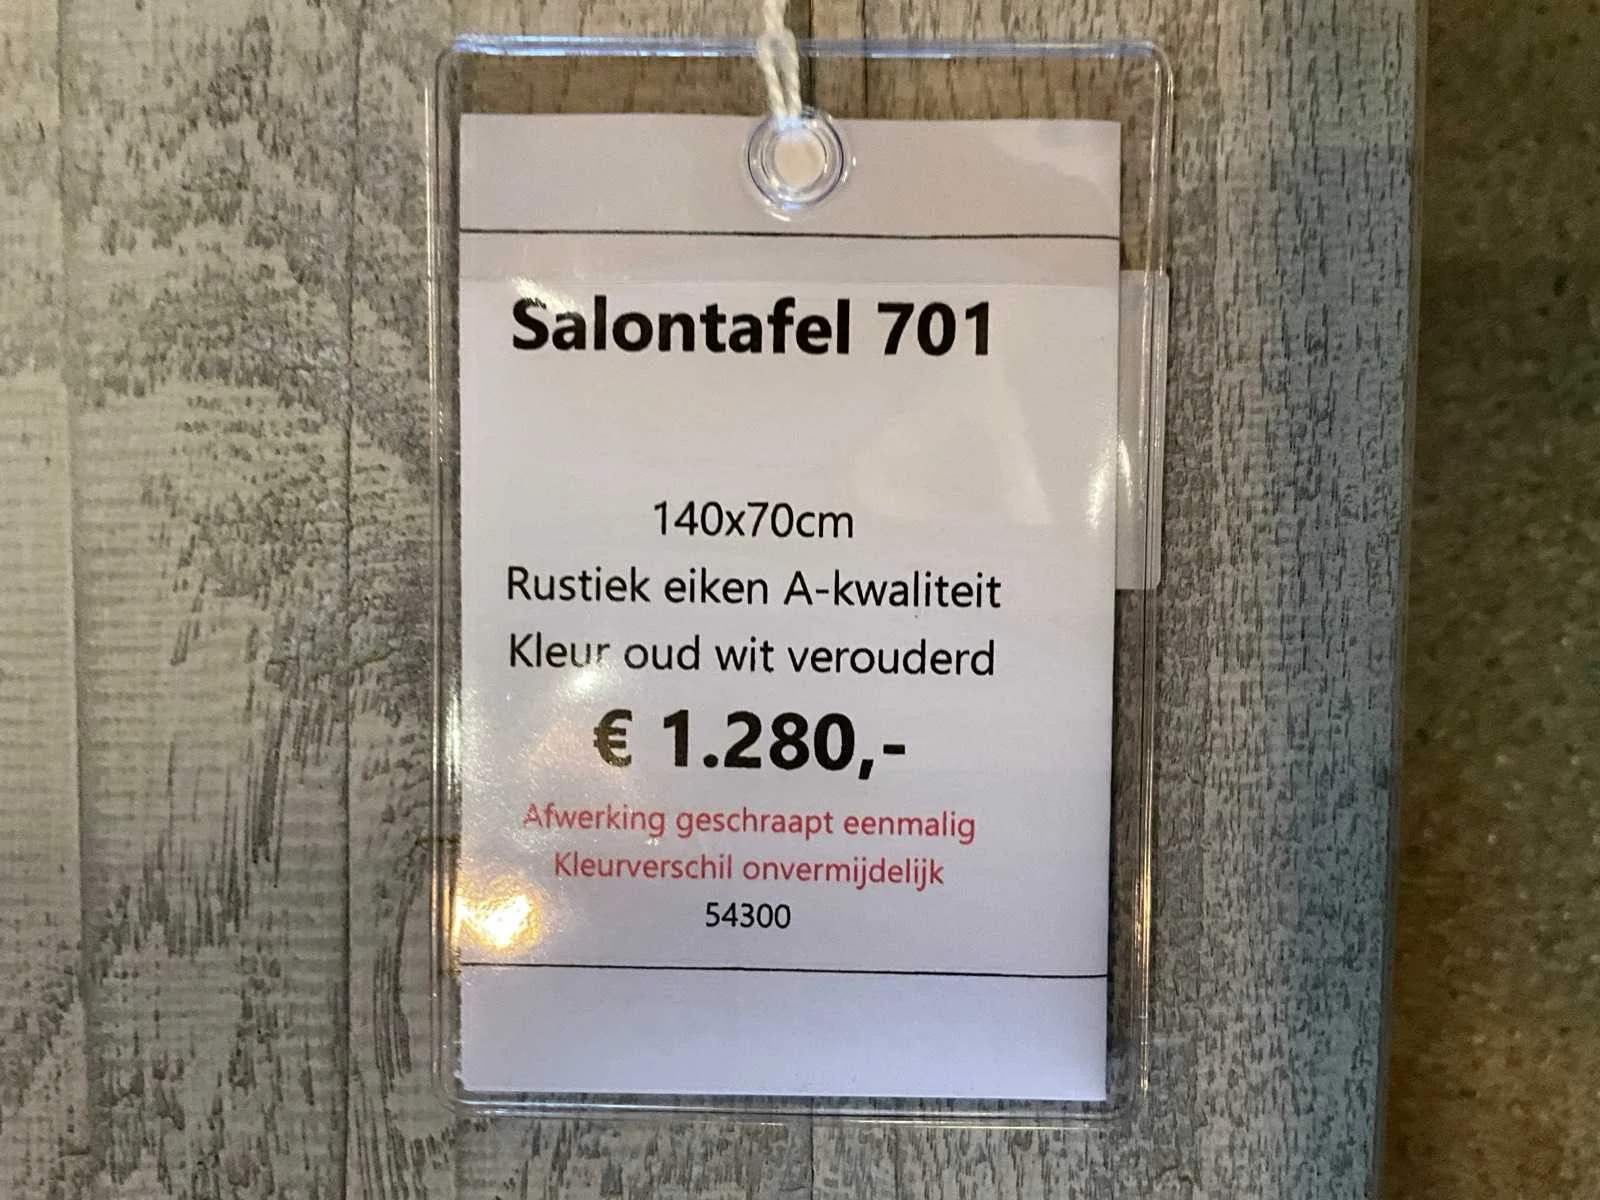 Salontafel 701
140x70cm
Rustiek eiken A-kwaliteit
Kleur oud wit verouderd
€ 1.280,-
Afwerking geschraapt eenmalig
Kleurverschil onvermijdelijk
54300